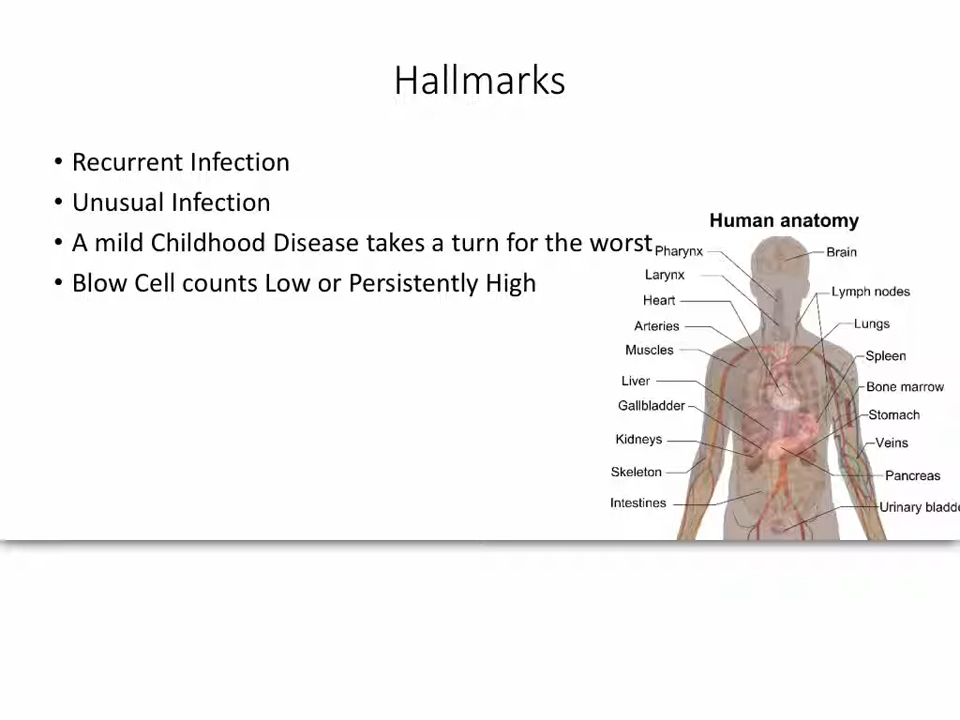 Hallmarks
• Recurrent Infection
• Unusual Infection
• A mild Childhood Disease takes a turn for the worst
• Blow Cell counts Low or Persistently High
Human anatomy
Pharynx
Larynx
Heart
Arteries
Muscles
Liver
Gallbladder
Kidneys
Skeleton
Intestines
Brain
Lymph nodes
Lungs
Spleen
Bone marrow
Stomach
Veins
Pancreas
Urinary bladde